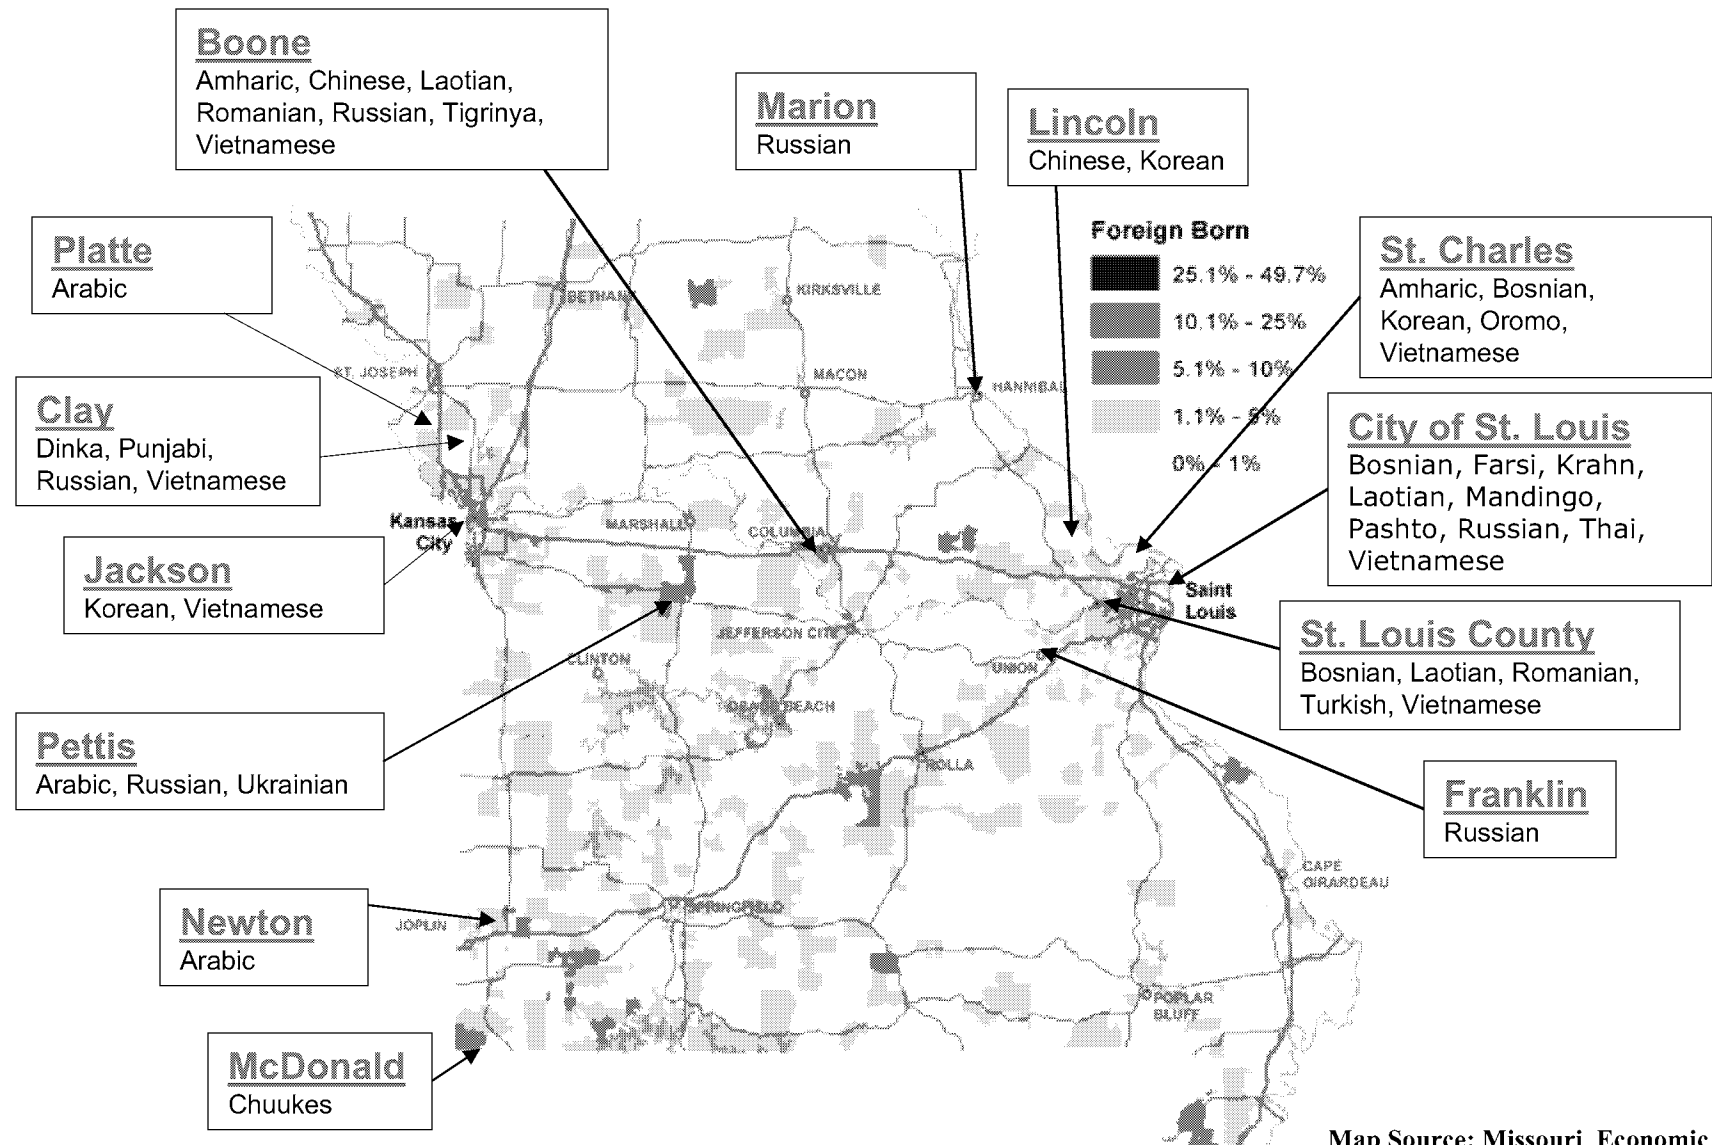 Boone
Amharic, Chinese, Laotian,
Romanian, Russian, Tigrinya,
Vietnamese
Marion
Russian
Lincoln
Chinese, Korean
Platte
Arabic
Clay
Dinka, Punjabi,
Russian, Vietnamese
Jackson
Korean, Vietnamese
Pettis
Arabic, Russian, Ukrainian
Newton
Arabic
McDonald
Chuukes
Foreign Born
25.1% - 49.7%
10.1% - 25%
5.1% - 10%
1.1% - 5%
0% - 1%
St. Charles
Amharic, Bosnian,
Korean, Oromo,
Vietnamese
City of St. Louis
Bosnian, Farsi, Krahn,
Laotian, Mandingo,
Pashto, Russian, Thai,
Vietnamese
St. Louis County
Bosnian, Laotian, Romanian,
Turkish, Vietnamese
Franklin
Russian
BETHANY
KIRKSVILLE
ST. JOSEPH
MACON
HANNIBAL
Kansas
City
MARSHALL
COLUMBIA
Saint
Louis
JEFFERSON CITY
CLINTON
UNION
OSAGE BEACH
ROLLA
CAPE
GIRARDEAU
JOPLIN
SPRINGFIELD
POPLAR
BLUFF
Map Source: Missouri Economic